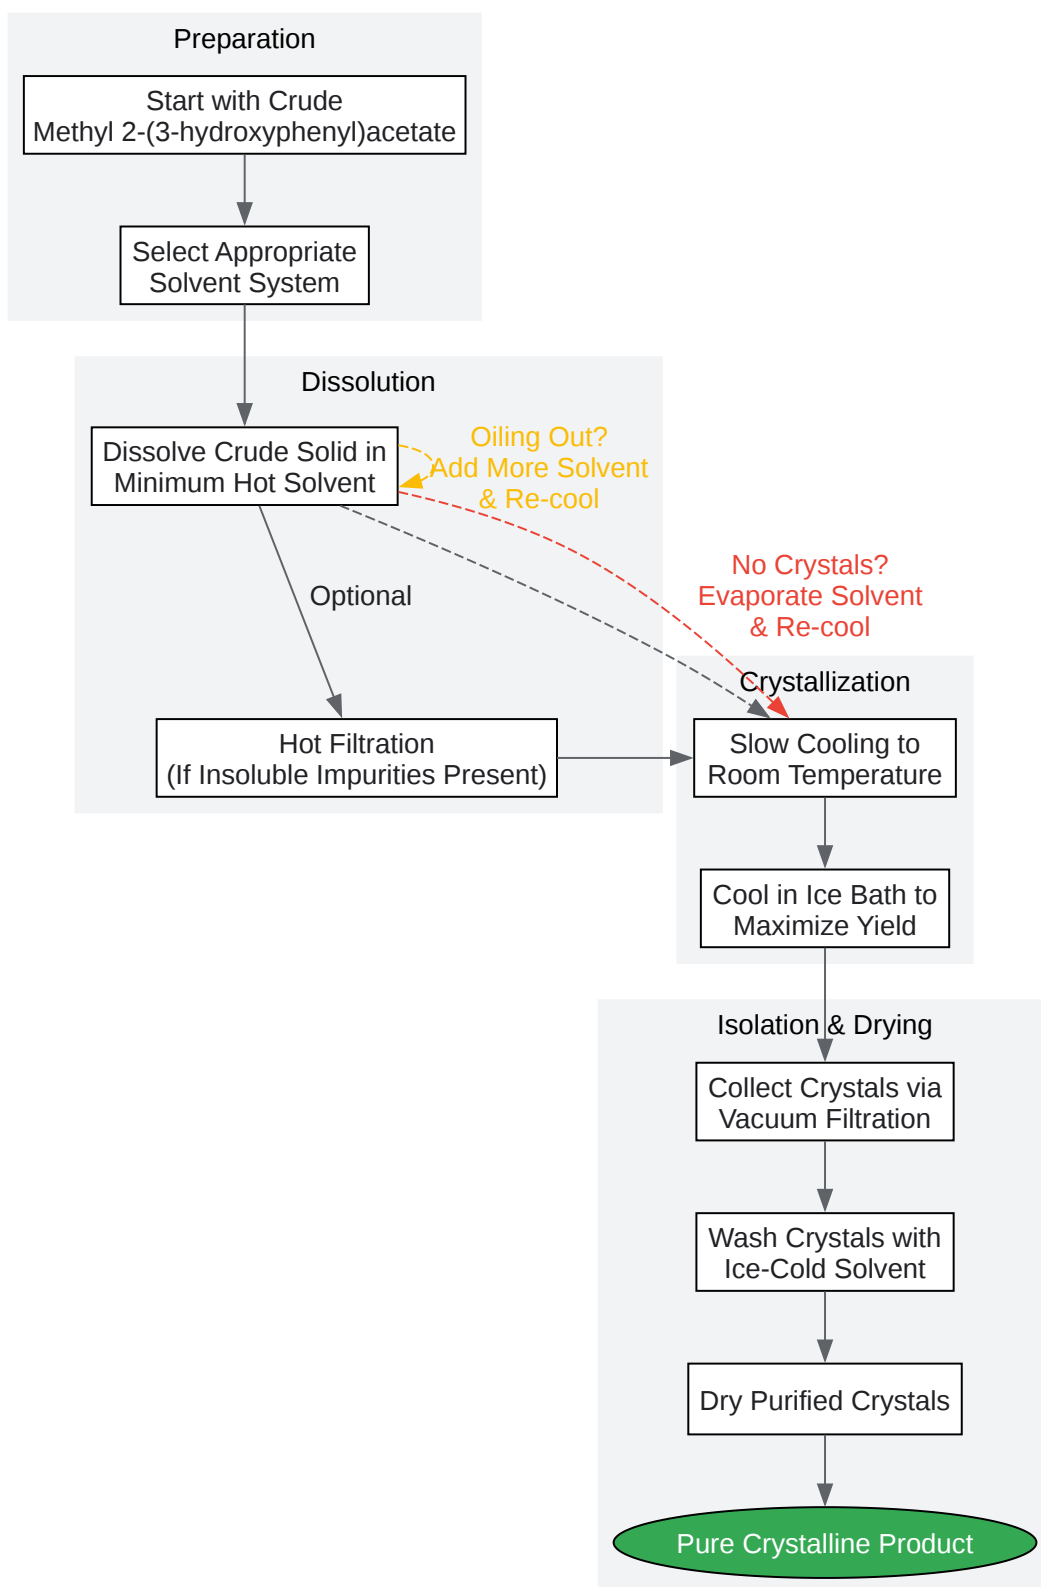 Preparation
Start with Crude
Methyl 2-(3-hydroxyphenyl)acetate
Select Appropriate
Solvent System
Dissolution
Dissolve Crude Solid in
Minimum Hot Solvent
Oiling Out?
Add More Solvent
& Re-cool
No Crystals?
Evaporate Solvent
& Re-cool
Optional
Hot Filtration
(If Insoluble Impurities Present)
Crystallization
Slow Cooling to
Room Temperature
Cool in Ice Bath to
Maximize Yield
Isolation & Drying
Collect Crystals via
Vacuum Filtration
Wash Crystals with
Ice-Cold Solvent
Dry Purified Crystals
Pure Crystalline Product